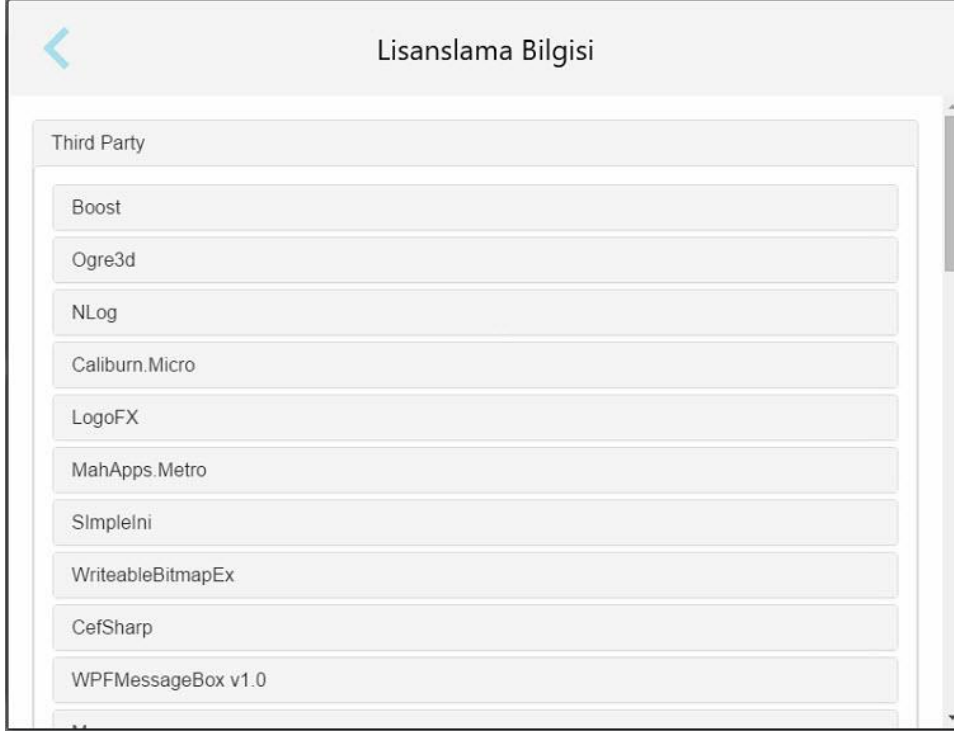 Lisanslama Bilgisi
Third Party
Boost
Ogre3d
NLog
Caliburn.Micro
LogoFX
MahApps.Metro
SImpleIni
WriteableBitmapEx
CefSharp
WPFMessageBox v1.0